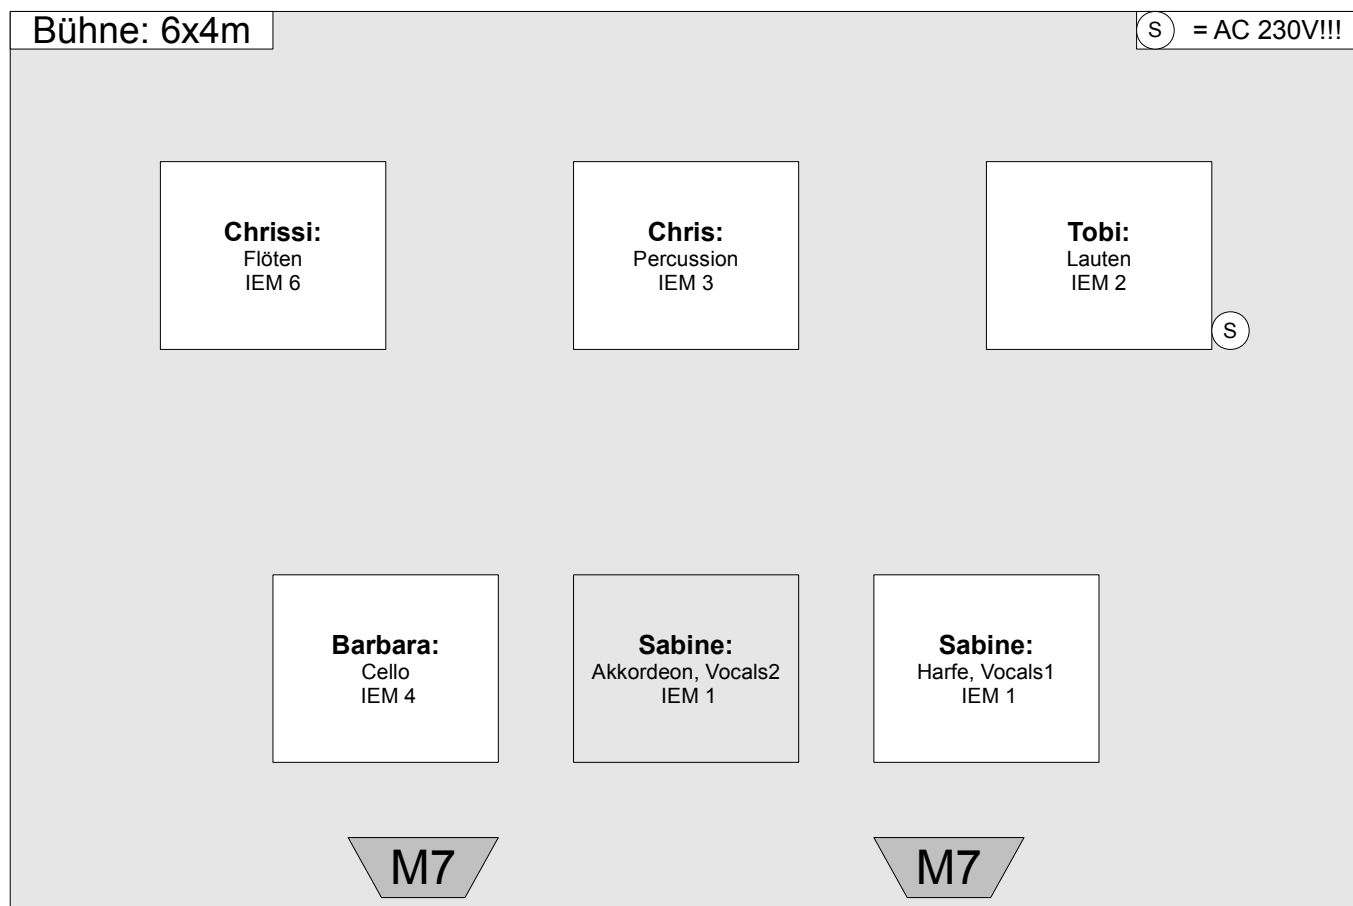 Bühne: 6x4m
S = AC 230V!!!
Chrissi:
Flöten
IEM 6
Chris:
Percussion
IEM 3
Tobi:
Lauten
IEM 2
S
Barbara:
Cello
IEM 4
Sabine:
Akkordeon, Vocals2
IEM 1
Sabine:
Harfe, Vocals1
IEM 1
M7
M7